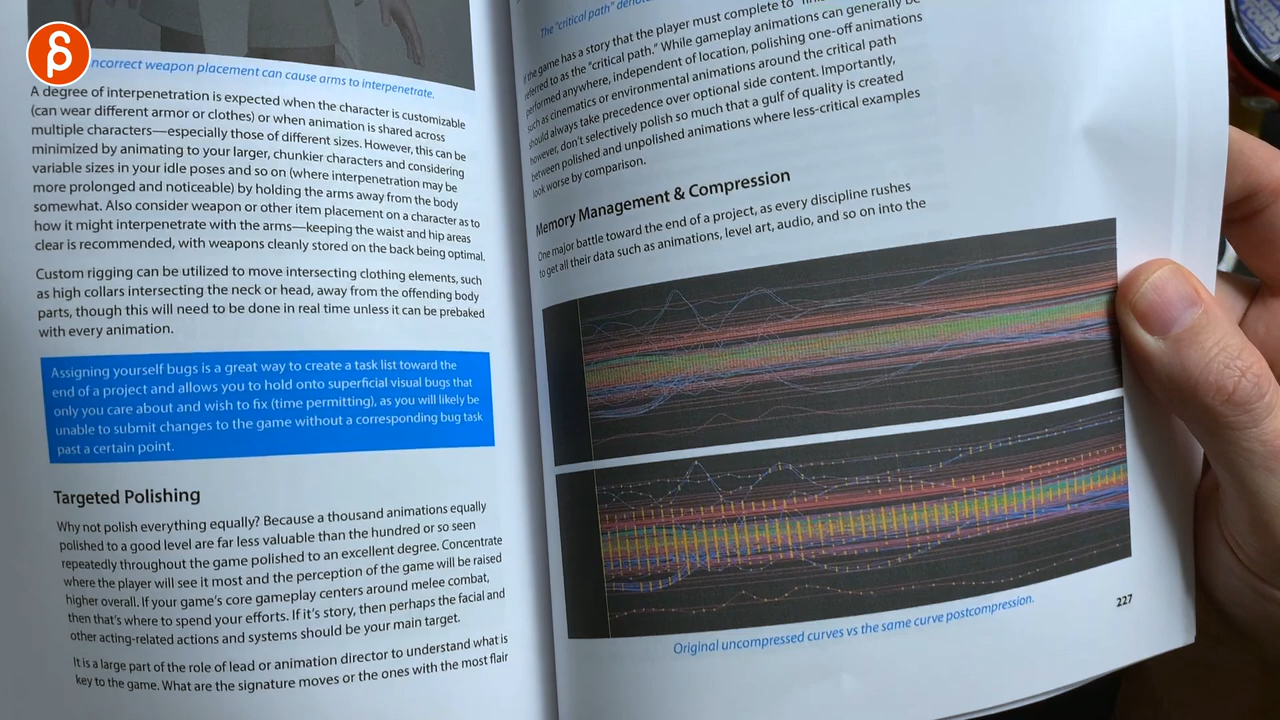 ncorrect weapon placement can cause arms to interpenetrate.
A degree of interpenetration is expected when the character is customizable
(can wear different armor or clothes) or when animation is shared across
multiple characters—especially those of different sizes. However, this can be
minimized by animating to your larger, chunkier characters and considering
variable sizes in your idle poses and so on (where interpenetration may be
more prolonged and noticeable) by holding the arms away from the body
somewhat. Also consider weapon or other item placement on a character as to
how it might interpenetrate with the arms—keeping the waist and hip areas
clear is recommended, with weapons cleanly stored on the back being optimal.
Custom rigging can be utilized to move intersecting clothing elements, such
as high collars intersecting the neck or head, away from the offending body
parts, though this will need to be done in real time unless it can be prebaked
with every animation.
Assigning yourself bugs is a great way to create a task list toward the
end of a project and allows you to hold onto superficial visual bugs that
only you care about and wish to fix (time permitting), as you will likely be
unable to submit changes to the game without a corresponding bug task
past a certain point.
Targeted Polishing
Why not polish everything equally? Because a thousand animations equally
polished to a good level are far less valuable than the hundred or so seen
repeatedly throughout the game polished to an excellent degree. Concentrate
where the player will see it most and the perception of the game will be raised
higher overall. If your game's core gameplay centers around melee combat,
then that's where to spend your efforts. If it's story, then perhaps the facial and
other acting-related actions and systems should be your main target.
It is a large part of the role of lead or animation director to understand what is
key to the game. What are the signature moves or the ones with the most flair
The "critical path"
the game has a story that the player must complete to
referred to as the "critical path." While gameplay animations can generally be
performed anywhere, independent of location, polishing one-off animations
such as cinematics or environmental animations around the critical path
should always take precedence over optional side content. Importantly,
however, don't selectively polish so much that a gulf of quality is created
between polished and unpolished animations where less-critical examples
look worse by comparison.
Memory Management & Compression
One major battle toward the end of a project, as every discipline rushes
to get all their data such as animations, level art, audio, and so on into the
Original uncompressed curves vs the same curve postcompression.
227